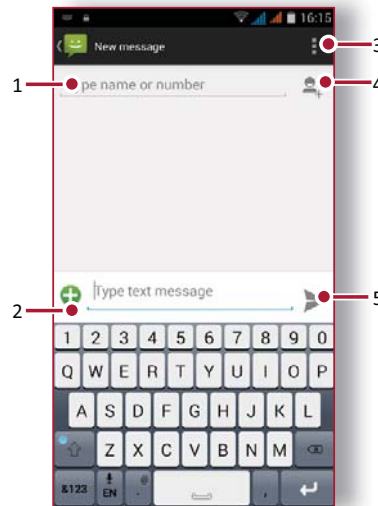 16:15
New message
3
1
pe name or number
4
Type text message
2
5
1 2 3 4 5 6 7 8 9 0
Q W E R T Y U I O P
A S D F G H J K L
Z X C V B N M
&123 EN . @ ,